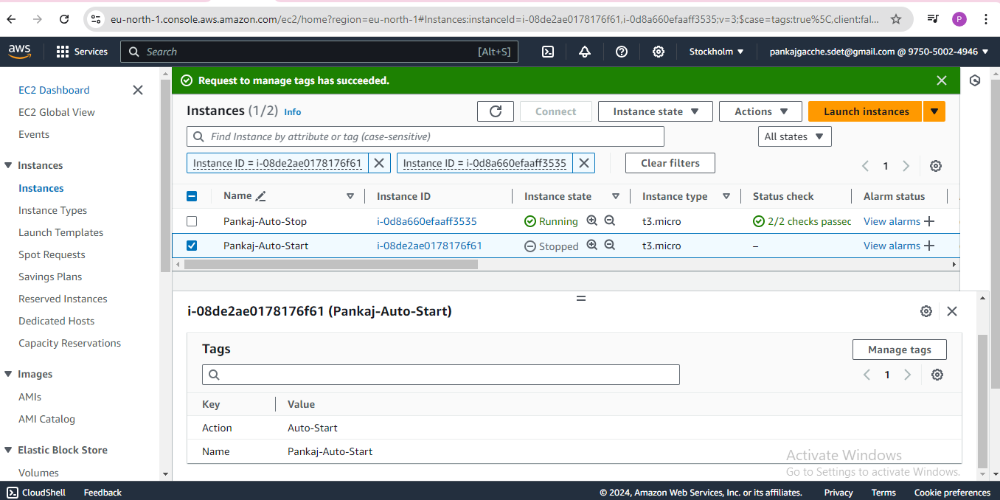 eu-north-1.console.aws.amazon.com/ec2/home?region=eu-north-1#Instances:instanceId=i-08de2ae0178176f61,i-0d8a660efaaff3535;v=3;$case=tags:true%5C,client:fal... P
aws Services Search [Alt+S] Stockholm pankajgacche.sdet@gmail.com @ 9750-5002-4946
EC2 Dashboard
EC2 Global View
Events
Instances
Instances
Instance Types
Launch Templates
Spot Requests
Savings Plans
Reserved Instances
Dedicated Hosts
Capacity Reservations
Images
AMIs
AMI Catalog
Elastic Block Store
Volumes
Request to manage tags has succeeded.
Instances (1/2) Info Connect Instance state Actions Launch instances
Find Instance by attribute or tag (case-sensitive) All states
Instance ID = i-08de2ae0178176f61 Instance ID = i-0d8a660efaaff3535 Clear filters 1
Name Instance ID Instance state Instance type Status check Alarm status
Pankaj-Auto-Stop i-0d8a660efaaff3535 Running t3.micro 2/2 checks passec View alarms
Pankaj-Auto-Start i-08de2ae0178176f61 Stopped t3.micro – View alarms
i-08de2ae0178176f61 (Pankaj-Auto-Start)
Tags Manage tags
1
Key Value
Action Auto-Start
Name Pankaj-Auto-Start
Activate Windows
Go to Settings to activate Windows.
CloudShell Feedback © 2024, Amazon Web Services, Inc. or its affiliates. Privacy Terms Cookie preferences